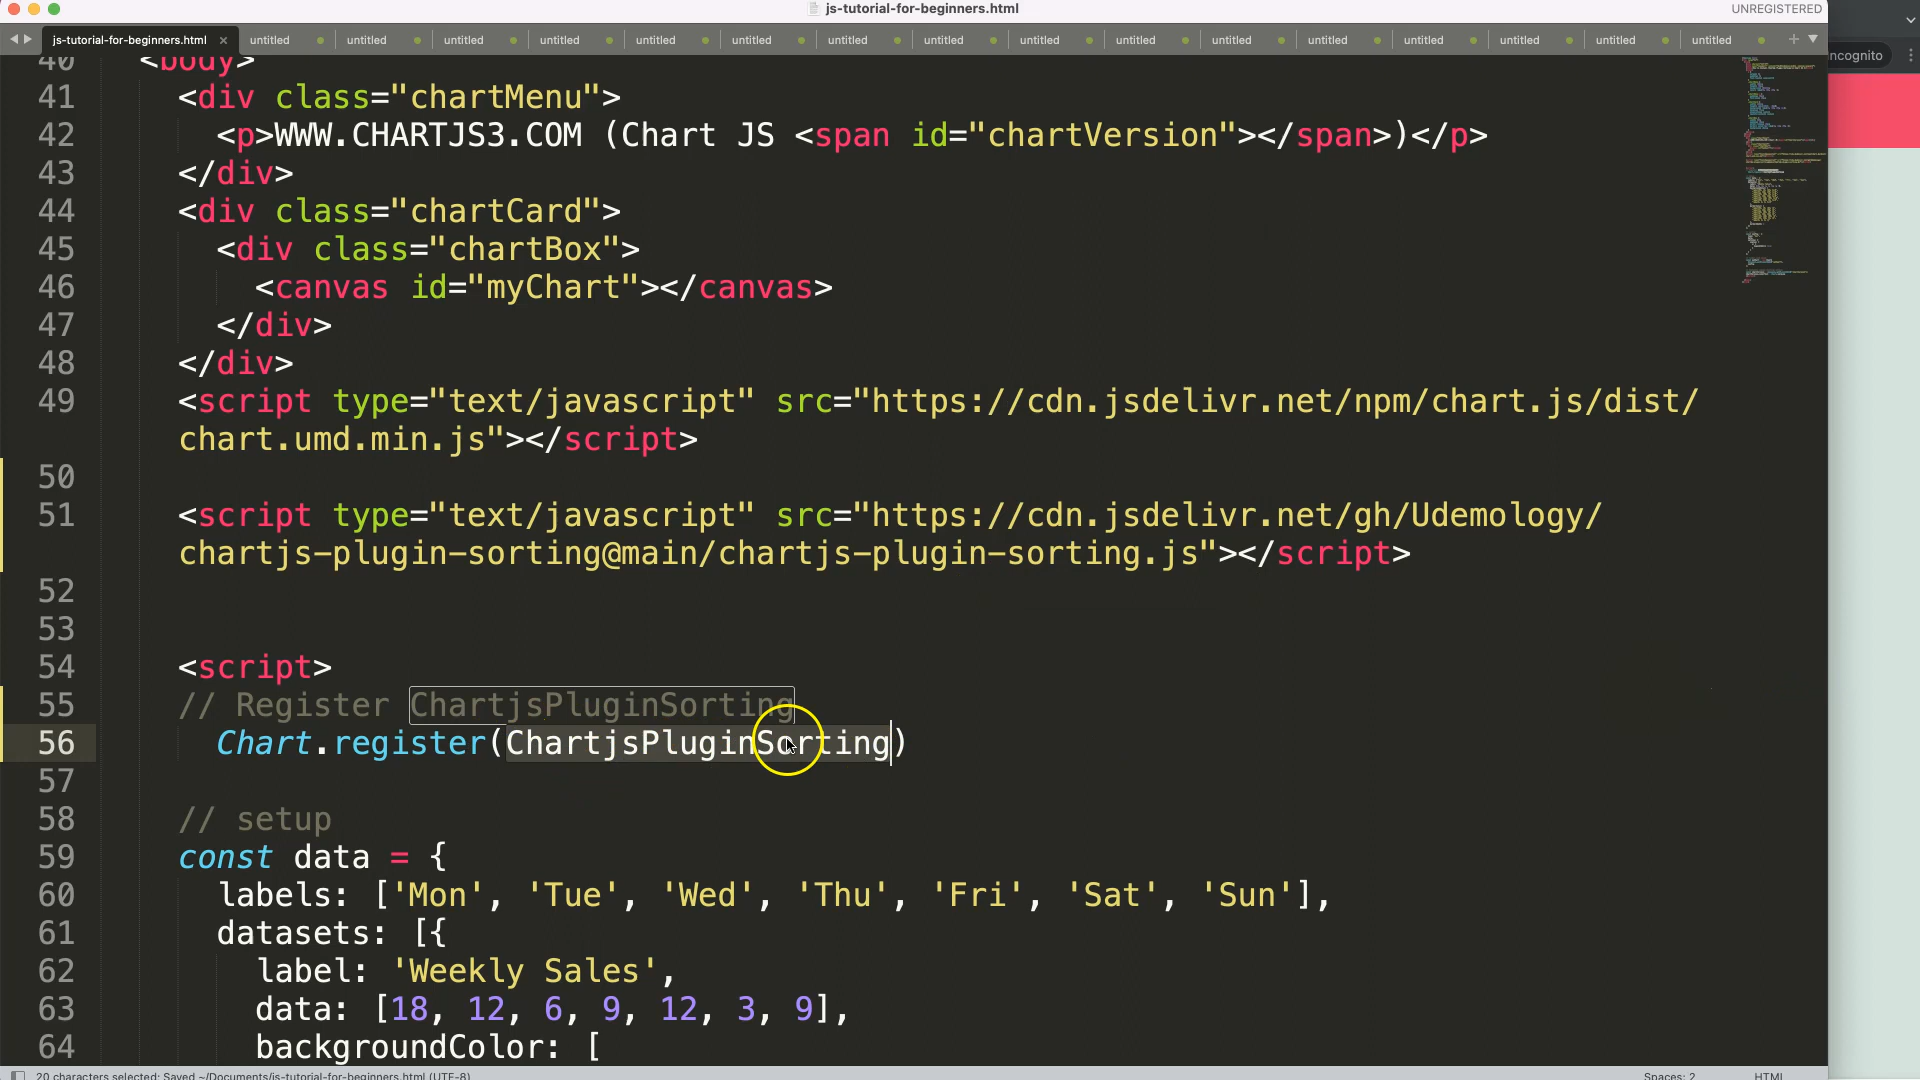 js-tutorial-for-beginners.html
UNREGISTERED
js-tutorial-for-beginners.html × untitled untitled untitled untitled untitled untitled untitled untitled untitled untitled untitled untitled untitled untitled untitled untitled
ncognito
40 <body>
41 <div class="chartMenu">
42 <p>WWW.CHARTJS3.COM (Chart JS <span id="chartVersion"></span>)</p>
43 </div>
44 <div class="chartCard">
45 <div class="chartBox">
46 <canvas id="myChart"></canvas>
47 </div>
48 </div>
49 <script type="text/javascript" src="https://cdn.jsdelivr.net/npm/chart.js/dist/
chart.umd.min.js"></script>
50
51 <script type="text/javascript" src="https://cdn.jsdelivr.net/gh/Udemology/
chartjs-plugin-sorting@main/chartjs-plugin-sorting.js"></script>
52
53
54 <script>
55 // Register ChartjsPluginSorting
56 Chart.register(ChartjsPluginSorting)
57
58 // setup
59 const data = {
60 labels: ['Mon', 'Tue', 'Wed', 'Thu', 'Fri', 'Sat', 'Sun'],
61 datasets: [{
62 label: 'Weekly Sales',
63 data: [18, 12, 6, 9, 12, 3, 9],
64 backgroundColor: [
20 characters selected; Saved ~/Documents/js-tutorial-for-beginners.html (UTF-8)
Spaces: 2
HTML